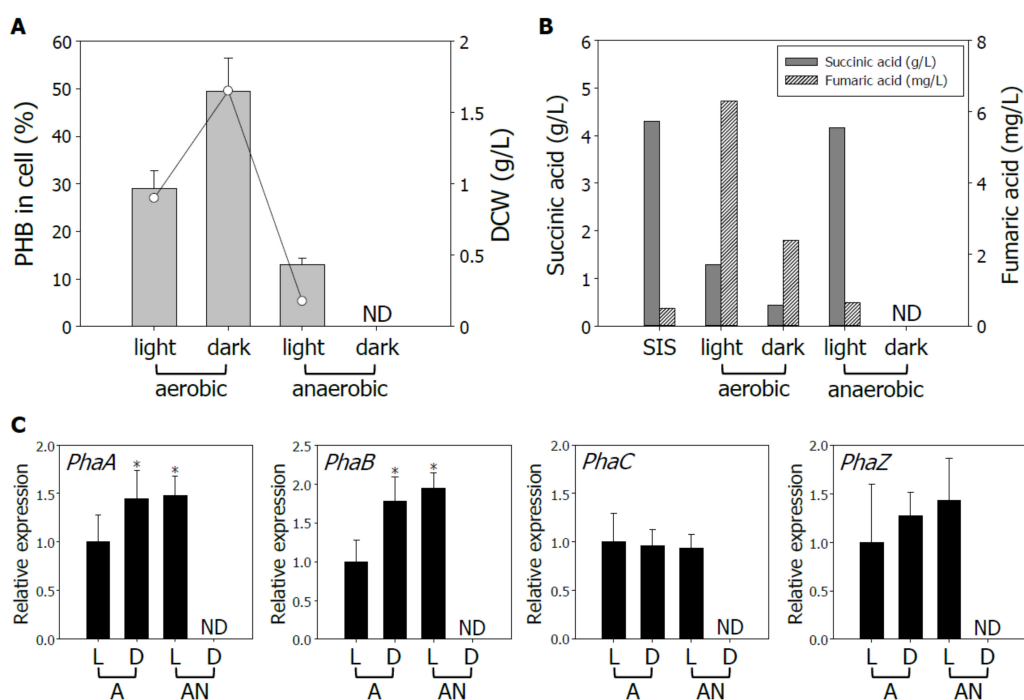 A
PHB in cell (%)
60
50
40
30
20
10
0
2
1.5
1
0.5
0
DCW (g/L)
ND
light dark light dark
aerobic anaerobic
B
Succinic acid (g/L)
6
5
4
3
2
1
0
8
6
4
2
0
Fumaric acid (mg/L)
Succinic acid (g/L)
Fumaric acid (mg/L)
ND
SIS light dark light dark
aerobic anaerobic
C
Relative expression
2.0
1.5
1.0
0.5
0.0
PhaA
* *
ND
L D L D
A AN
Relative expression
2.5
2.0
1.5
1.0
0.5
0.0
PhaB
* *
ND
L D L D
A AN
Relative expression
2.0
1.5
1.0
0.5
0.0
PhaC
ND
L D L D
A AN
Relative expression
2.0
1.5
1.0
0.5
0.0
PhaZ
ND
L D L D
A AN